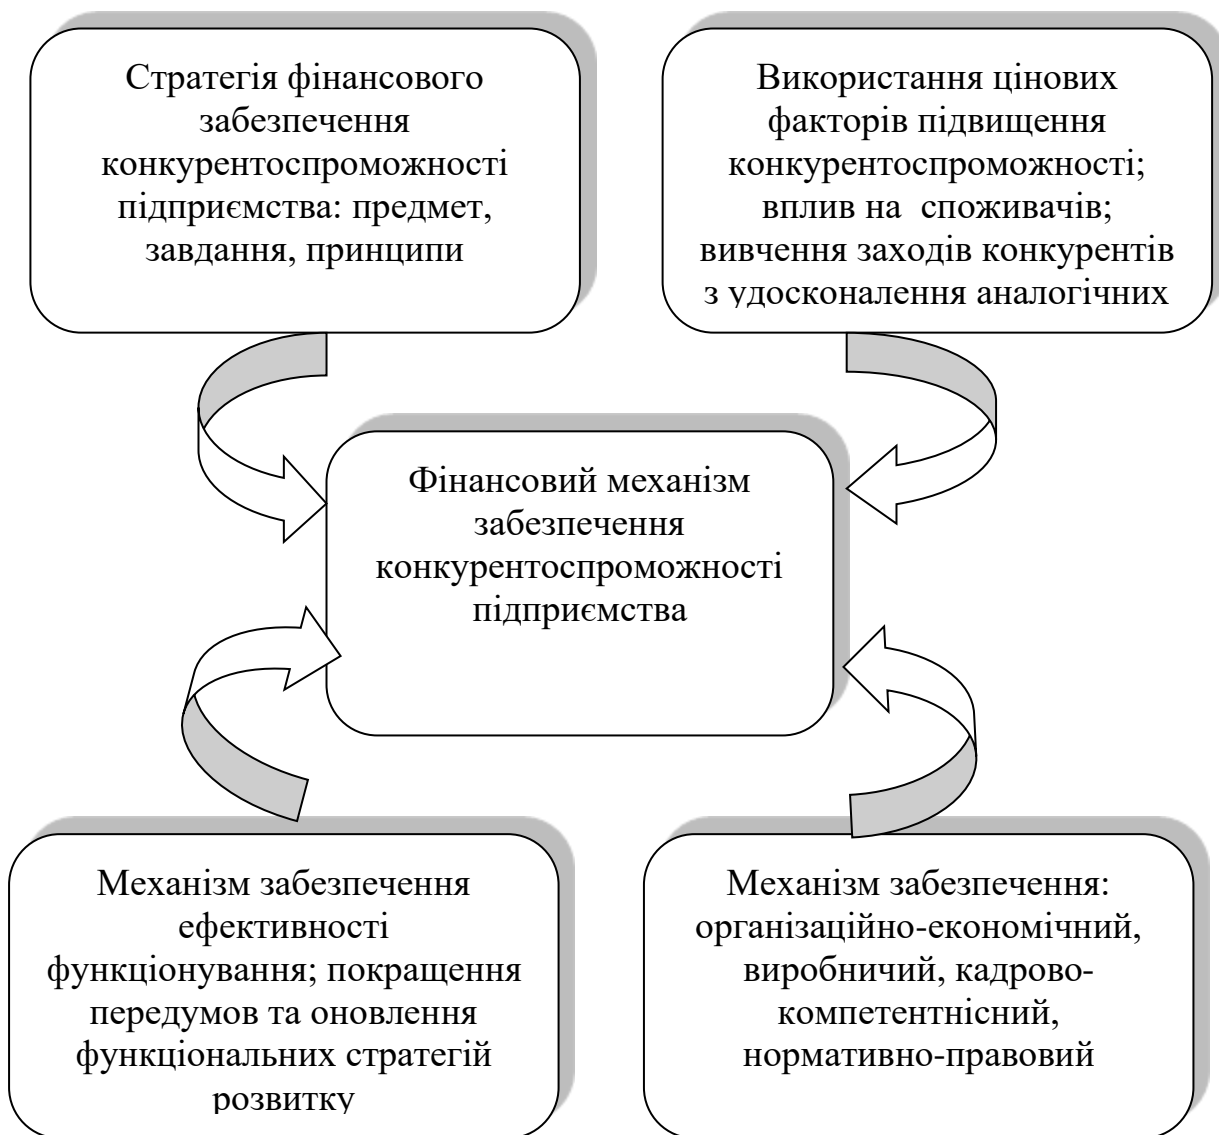 Стратегія фінансового
забезпечення
конкурентоспроможності
підприємства: предмет,
завдання, принципи
Використання цінових
факторів підвищення
конкурентоспроможності;
вплив на споживачів;
вивчення заходів конкурентів
з удосконалення аналогічних
Фінансовий механізм
забезпечення
конкурентоспроможності
підприємства
Механізм забезпечення
ефективності
функціонування; покращення
передумов та оновлення
функціональних стратегій
розвитку
Механізм забезпечення:
організаційно-економічний,
виробничий, кадрово-
компетентнісний,
нормативно-правовий